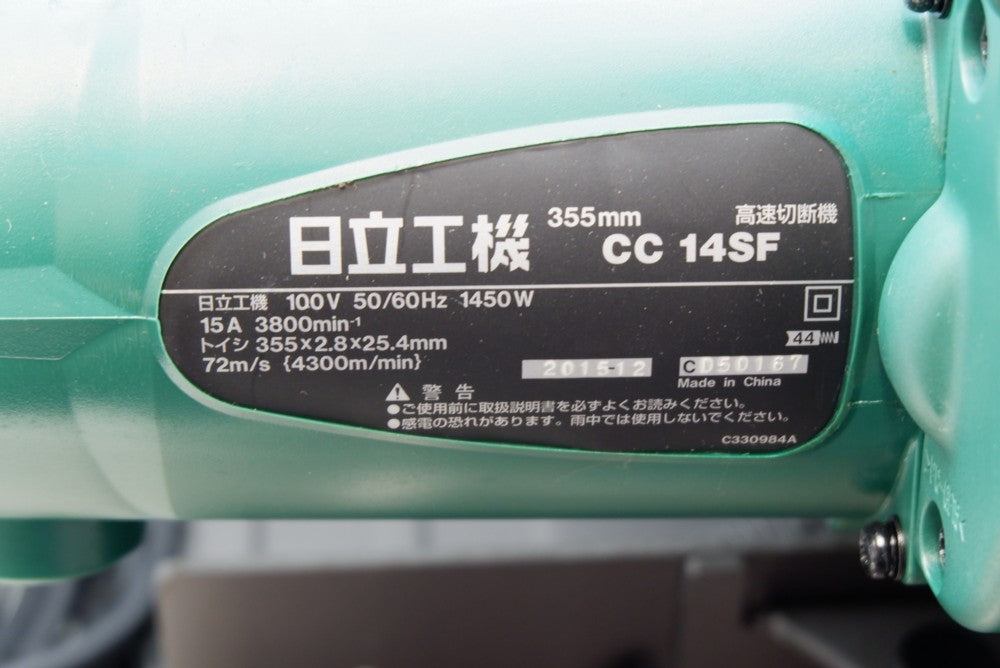 日立工機 355mm 高速切断機
CC 14SF
日立工機 100V 50/60Hz 1450W
15A 3800min-1
トイシ 355×2.8×25.4mm
72m/s {4300m/min}
44
2015-12 CD50167
Made in China
警告
●ご使用前に取扱説明書を必ずよくお読みください。
●感電の恐れがあります。雨中では使用しないでください。
C330984A